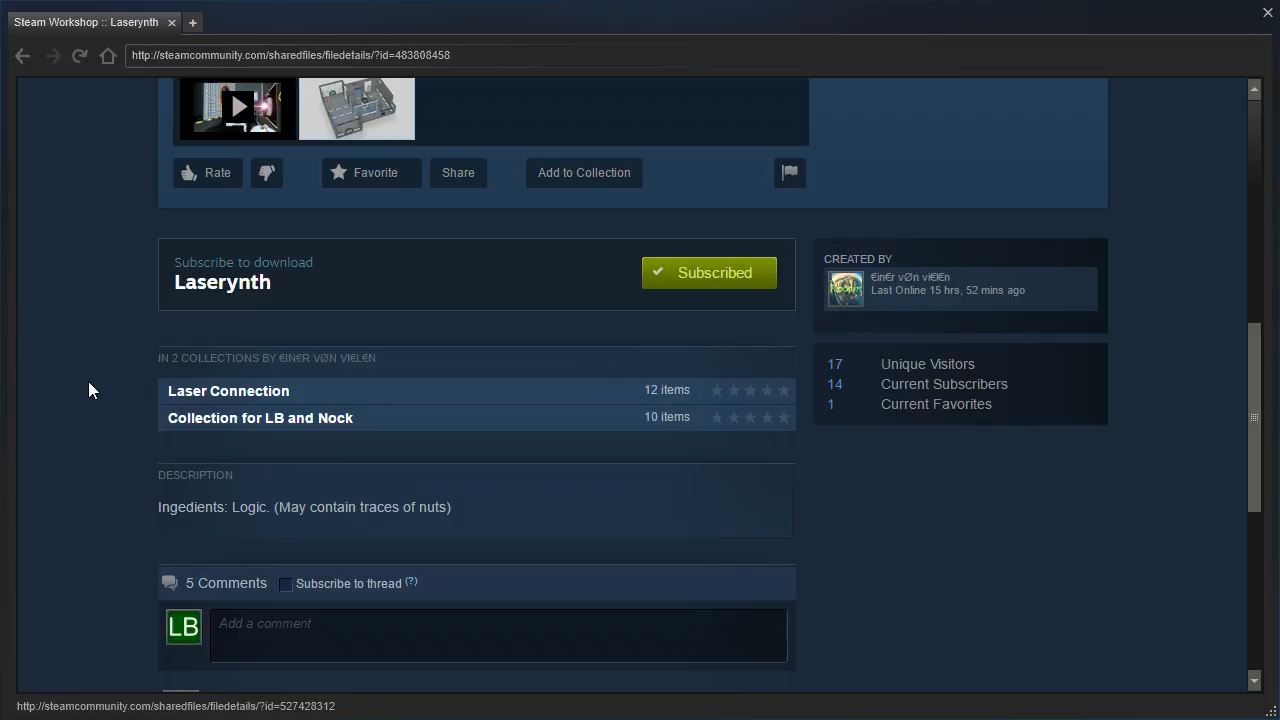 Steam Workshop :: Laserynth
http://steamcommunity.com/sharedfiles/filedetails/?id=483808458
Rate
Favorite
Share
Add to Collection
Subscribe to download
Laserynth
Subscribed
CREATED BY
€in€r vØn vi€l€n
Last Online 15 hrs, 52 mins ago
IN 2 COLLECTIONS BY €IN€R VØN VI€L€N
Laser Connection 12 items
Collection for LB and Nock 10 items
17 Unique Visitors
14 Current Subscribers
1 Current Favorites
DESCRIPTION
Ingedients: Logic. (May contain traces of nuts)
5 Comments Subscribe to thread (?)
LB
Add a comment
http://steamcommunity.com/sharedfiles/filedetails/?id=527428312